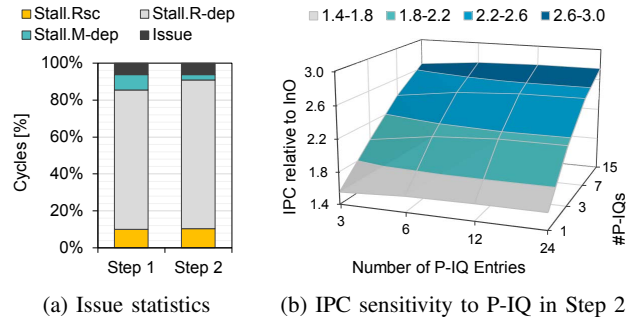 Stall.Rsc Stall.R-dep
Stall.M-dep Issue
100%
80%
60%
40%
20%
0%
Cycles [%]
Step 1 Step 2
(a) Issue statistics
1.4-1.8 1.8-2.2 2.2-2.6 2.6-3.0
3.0
2.6
2.2
1.8
1.4
IPC relative to InO
3 6 12 24
Number of P-IQ Entries
15
7
3
1
#P-IQs
(b) IPC sensitivity to P-IQ in Step 2